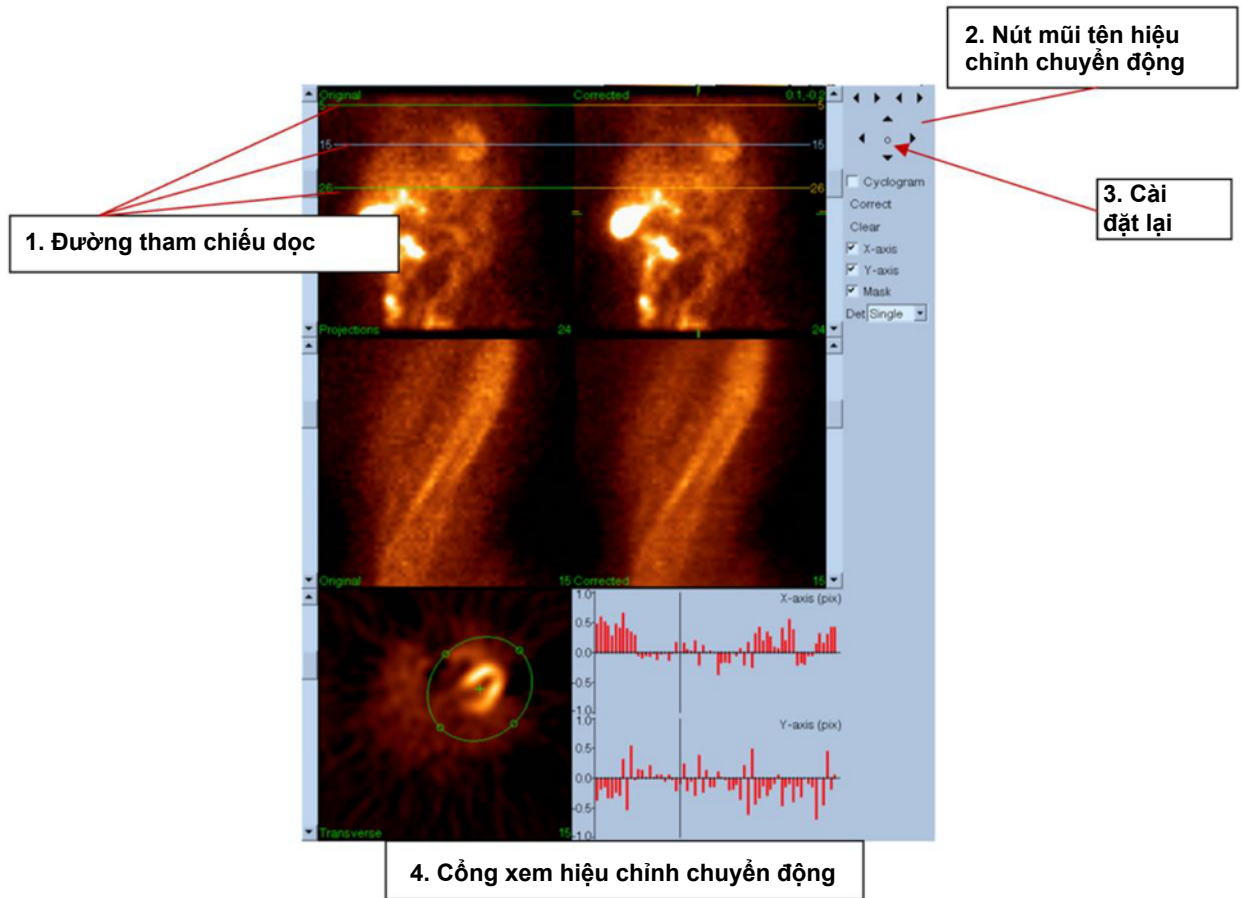 2. Nút mũi tên hiệu
chỉnh chuyển động
Original
Corrected
0.1,-0.2
5
5
15
15
26
26
Cyclogram
Correct
Clear
X-axis
Y-axis
Mask
Det Single
3. Cài
đặt lại
1. Đường tham chiếu dọc
Projections
24
24
Original
15
Corrected
15
Transverse
15
X-axis (pix)
1.0
0.5
0.0
-0.5
-1.0
Y-axis (pix)
1.0
0.5
0.0
-0.5
-1.0
4. Cổng xem hiệu chỉnh chuyển động